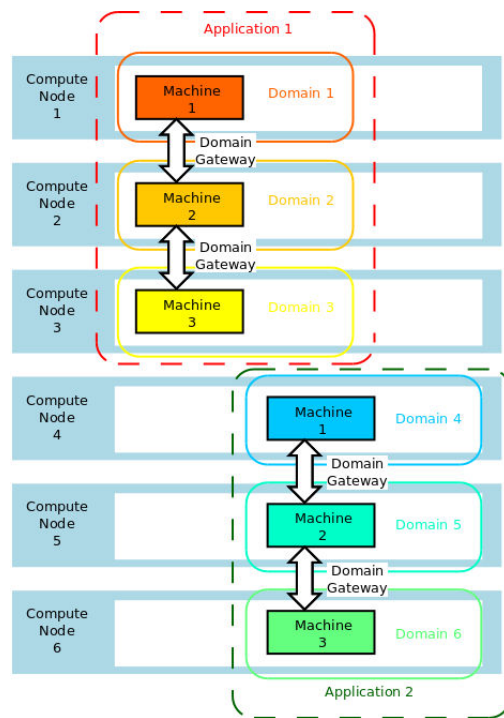 Application 1
Compute
Node
1
Machine
1
Domain 1
Domain
Gateway
Compute
Node
2
Machine
2
Domain 2
Domain
Gateway
Compute
Node
3
Machine
3
Domain 3
Compute
Node
4
Machine
1
Domain 4
Domain
Gateway
Compute
Node
5
Machine
2
Domain 5
Domain
Gateway
Compute
Node
6
Machine
3
Domain 6
Application 2